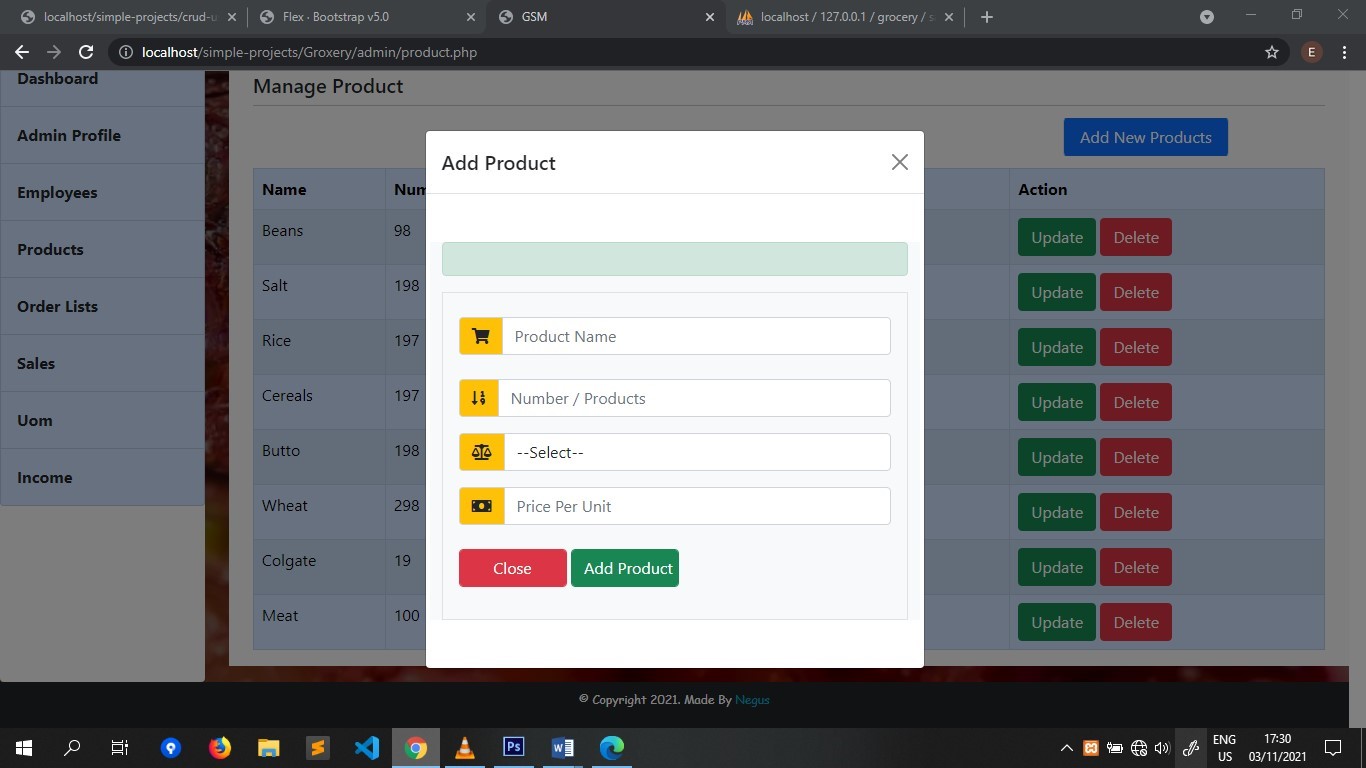 localhost/simple-projects/crud-u
Flex · Bootstrap v5.0
GSM
localhost / 127.0.0.1 / grocery / s
localhost/simple-projects/Groxery/admin/product.php
E
Dashboard
Admin Profile
Employees
Products
Order Lists
Sales
Uom
Income
Manage Product
Add New Products
Name
Num
Action
Beans
98
Update
Delete
Salt
198
Update
Delete
Rice
197
Update
Delete
Cereals
197
Update
Delete
Butto
198
Update
Delete
Wheat
298
Update
Delete
Colgate
19
Update
Delete
Meat
100
Update
Delete
Add Product
Product Name
Number / Products
--Select--
Price Per Unit
Close
Add Product
© Copyright 2021. Made By Negus
Ps
ENG
US
17:30
03/11/2021